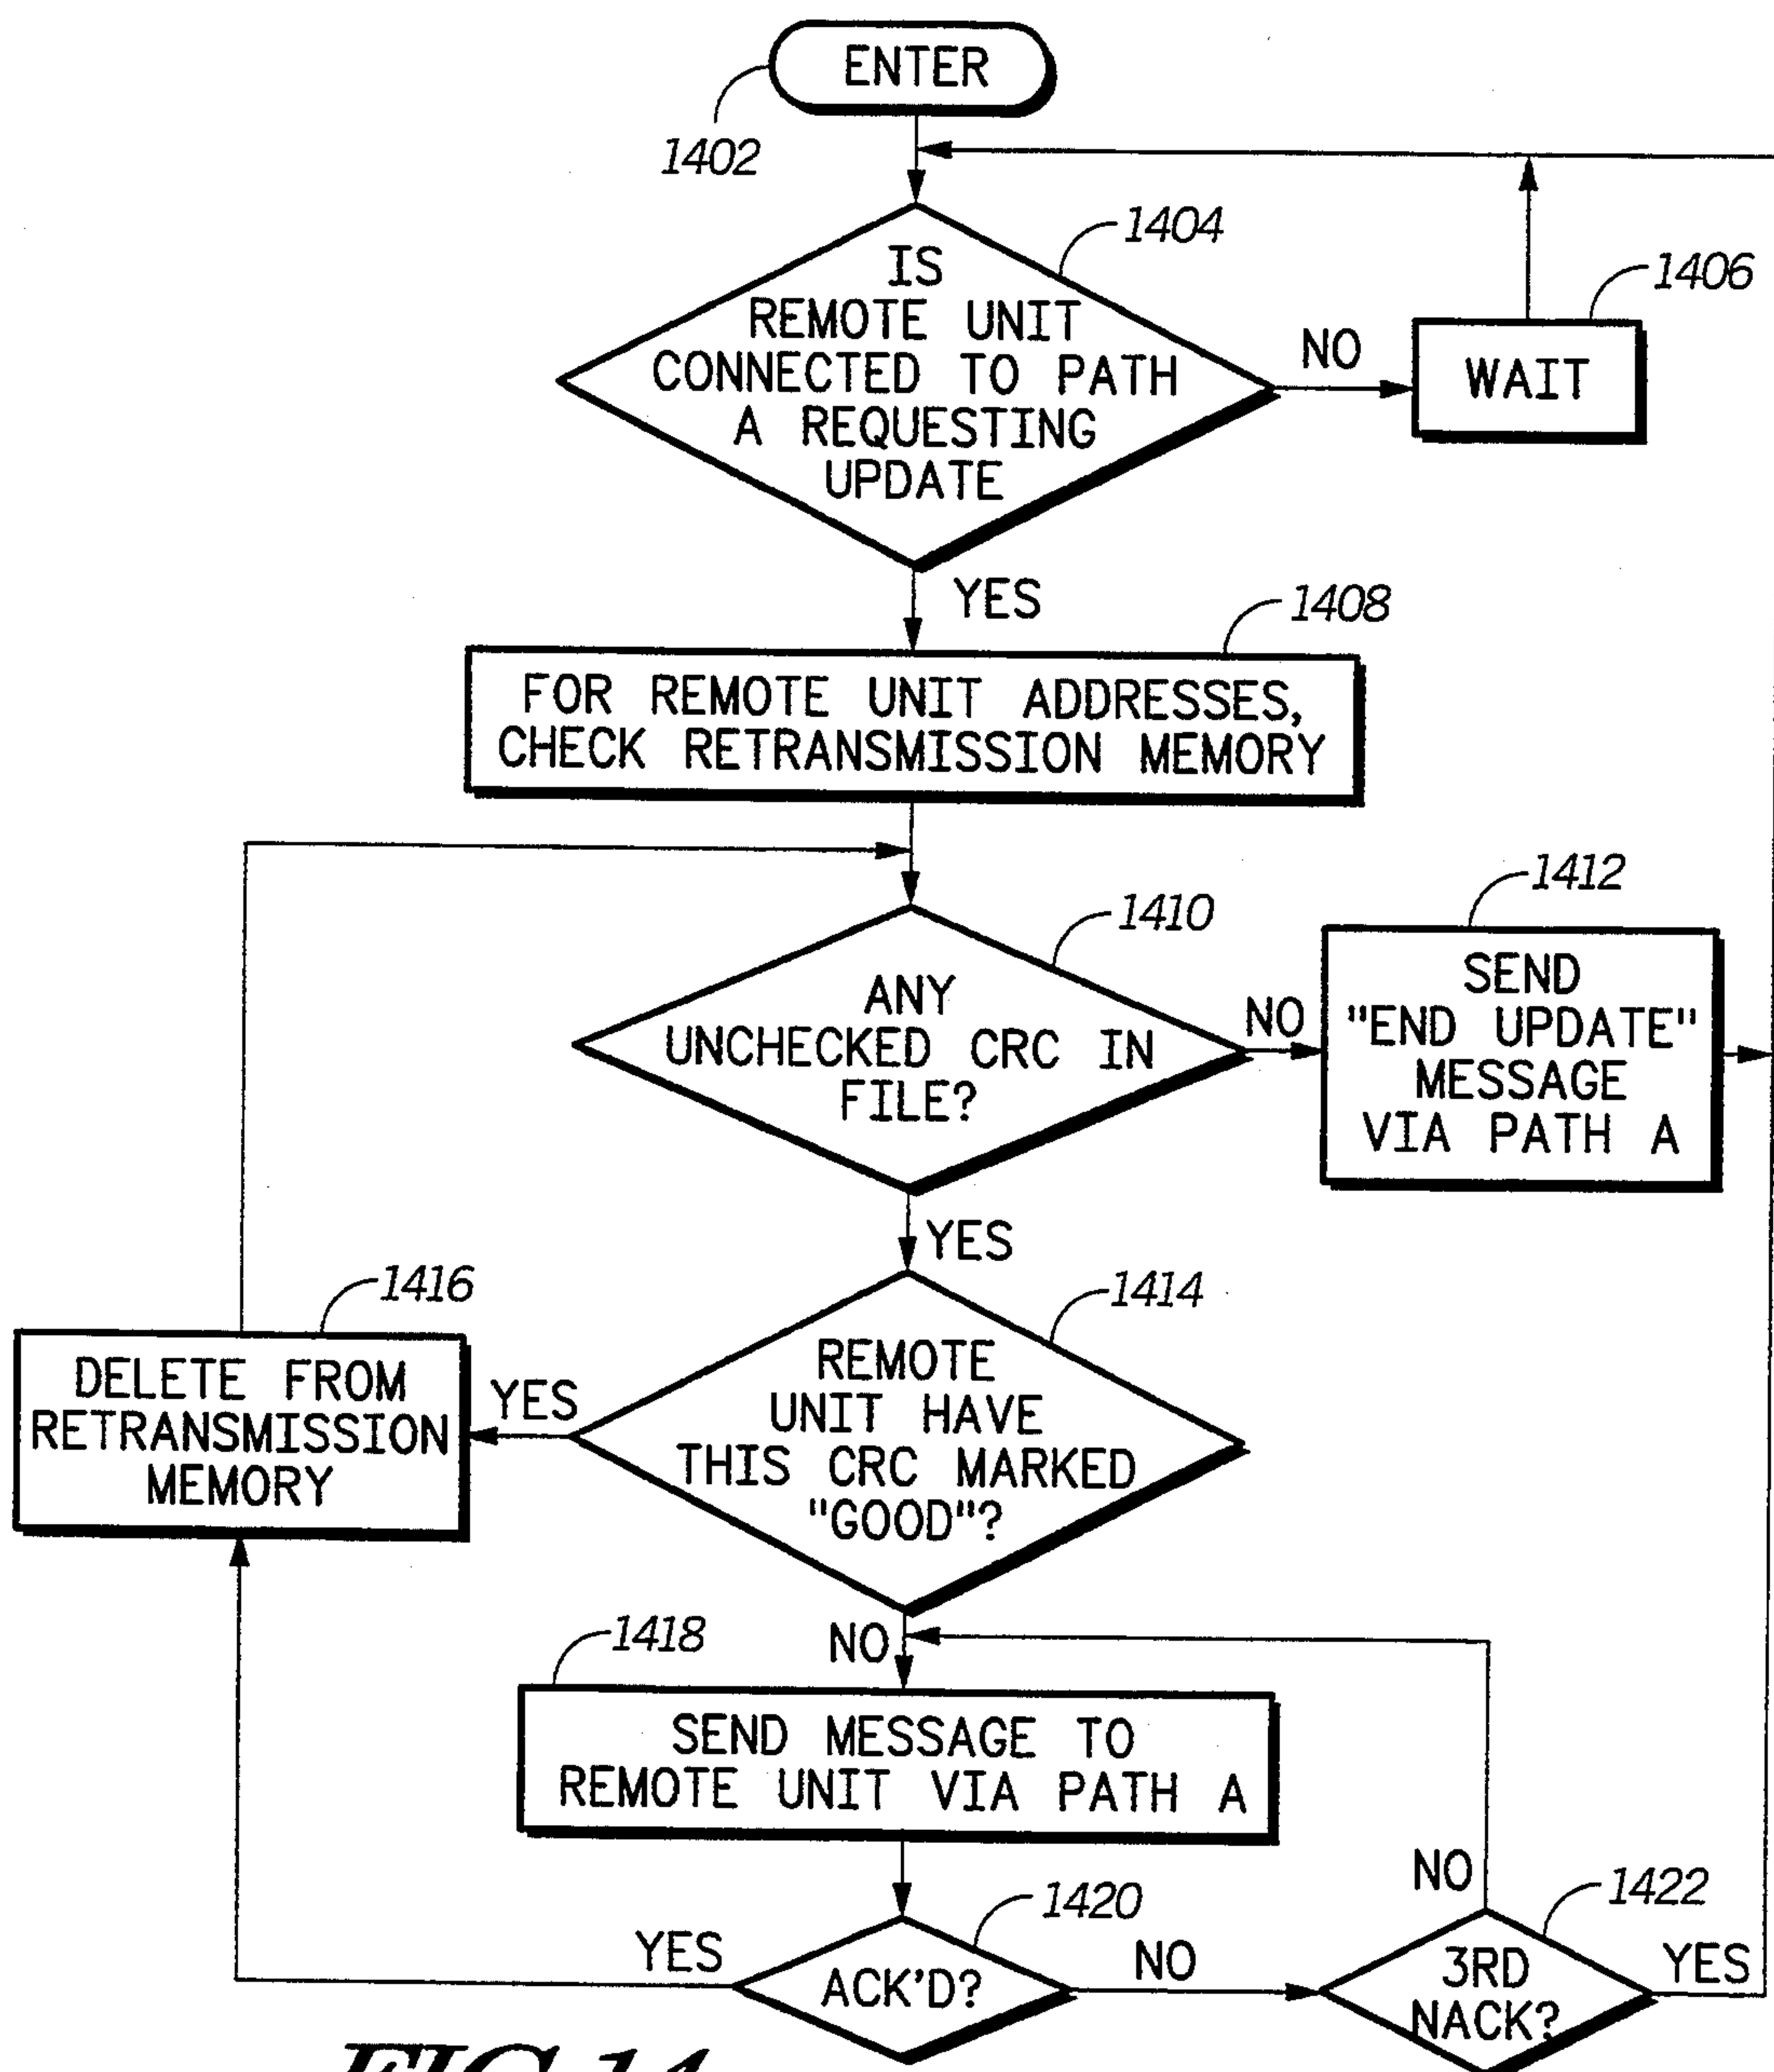 ENTER
1402
1404
IS
REMOTE UNIT
CONNECTED TO PATH
A REQUESTING
UPDATE
NO
1406
WAIT
YES
1408
FOR REMOTE UNIT ADDRESSES,
CHECK RETRANSMISSION MEMORY
1410
ANY
UNCHECKED CRC IN
FILE?
NO
1412
SEND
"END UPDATE"
MESSAGE
VIA PATH A
YES
1414
REMOTE
UNIT HAVE
THIS CRC MARKED
"GOOD"?
YES
1416
DELETE FROM
RETRANSMISSION
MEMORY
NO
1418
SEND MESSAGE TO
REMOTE UNIT VIA PATH A
1420
ACK'D?
YES
NO
1422
3RD
NACK?
NO
YES
FIG.14